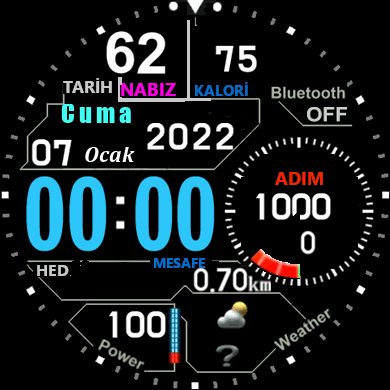 62 75
TARİH NABIZ KALORİ Bluetooth
OFF
Cuma
2022
07 Ocak
ADIM
00:00 1000
0
HED MESAFE
0.70km
100
Power Weather
?